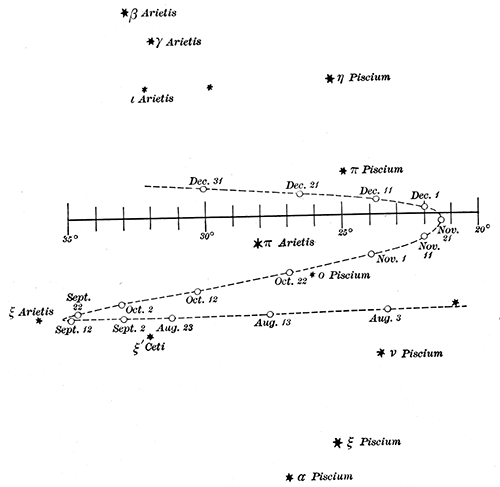 β Arietis
γ Arietis
η Piscium
ι Arietis
π Piscium
Dec. 31
Dec. 21
Dec. 11
Dec. 1
35°
30°
25°
20°
π Arietis
Nov. 21
Nov. 11
Nov. 1
ο Piscium
Oct. 22
Oct. 12
Oct. 2
Sept. 22
ξ Arietis
Sept. 12
Sept. 2
Aug. 23
Aug. 13
Aug. 3
ξ′ Ceti
ν Piscium
ξ Piscium
α Piscium